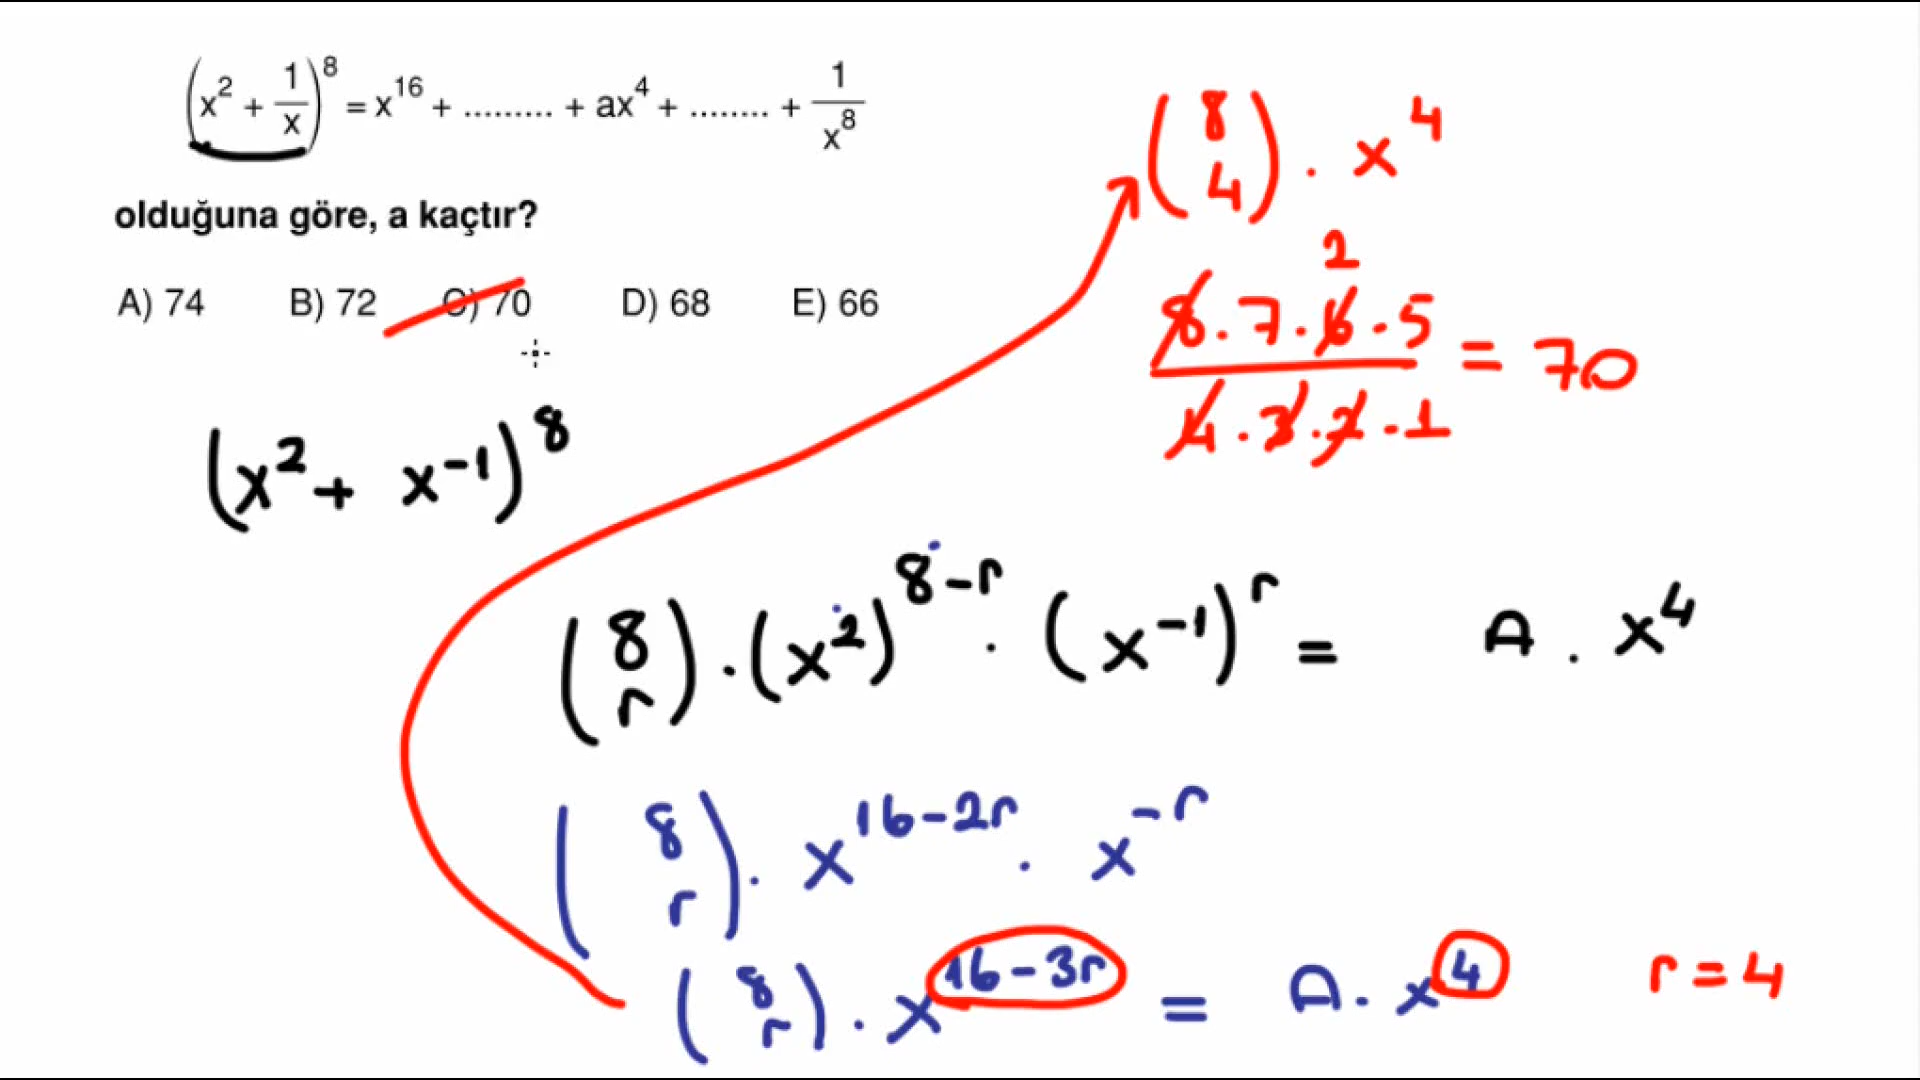 (x² + 1/x)⁸ = x¹⁶ + ......... + ax⁴ + ........ + 1/x⁸
olduğuna göre, a kaçtır?
A) 74 B) 72 C) 70 D) 68 E) 66
(8 4) . x⁴
2
8.7.6.5 / 4.3.2.1 = 70
(x² + x⁻¹)⁸
(8 r) . (x²)⁸⁻ʳ . (x⁻¹)ʳ = A . x⁴
(8 r) . x¹⁶⁻²ʳ . x⁻ʳ
(8 r) . x¹⁶⁻³ʳ = A . x⁴ r = 4